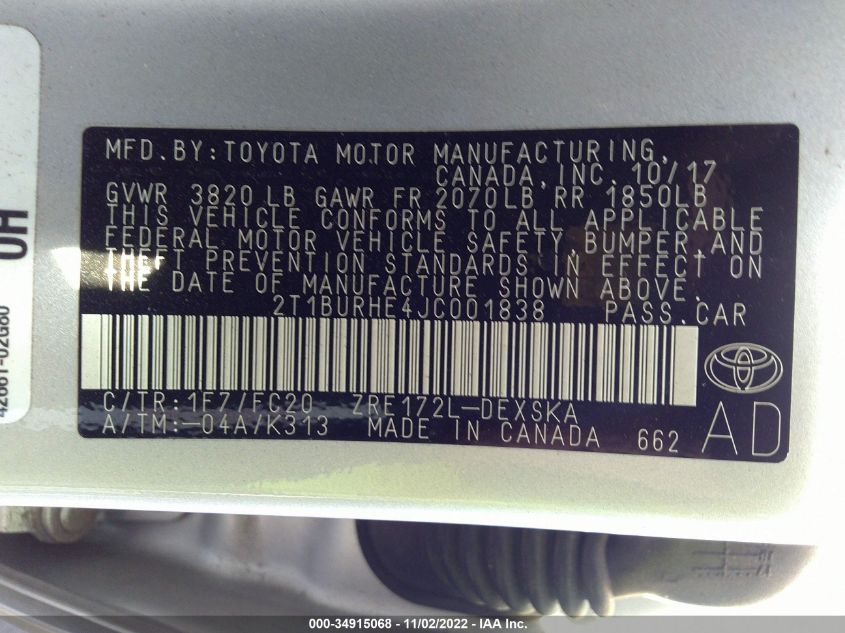 MFD.BY:TOYOTA MOTOR MANUFACTURING,
CANADA, INC. 10/17
GVWR 3820 LB GAWR FR 2070LB RR 1850LB
THIS VEHICLE CONFORMS TO ALL APPLICABLE
FEDERAL MOTOR VEHICLE SAFETY, BUMPER AND
THEFT PREVENTION STANDARDS IN EFFECT ON
THE DATE OF MANUFACTURE SHOWN ABOVE.
2T1BURHE4JC001838 PASS.CAR
C/TR:1F7/FC20 ZRE172L-DEXSKA
A/TM:-04A/K313 MADE IN CANADA 662
AD
42661-02G80
000-34915068 - 11/02/2022 - IAA Inc.